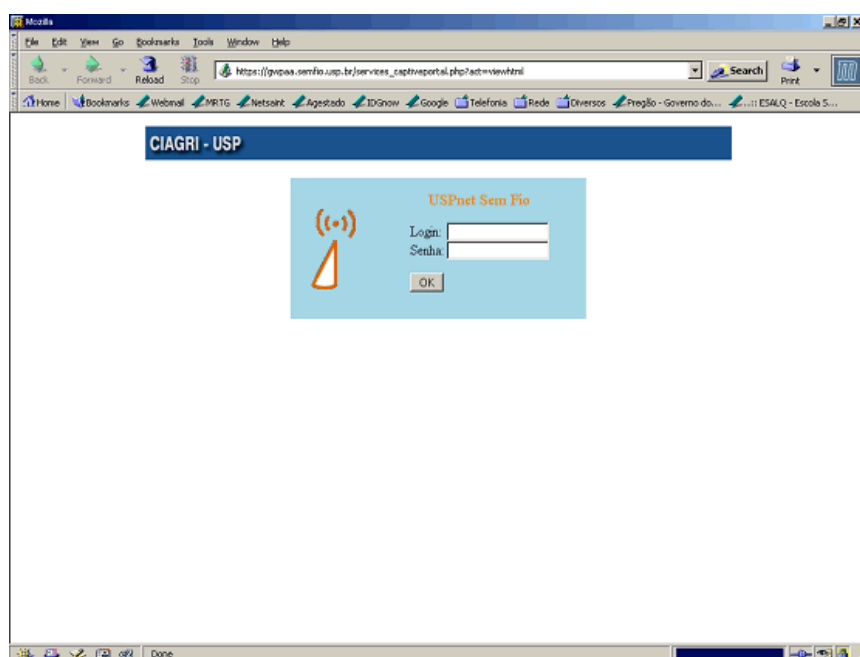 Mozilla
File Edit View Go Bookmarks Tools Window Help
Back Forward Reload Stop https://gwpaa.semfio.usp.br/services_captiveportal.php?act=viewhtml Search Print
Home Bookmarks Webmail MRTG Netsaint Agestado IDGnow Google Telefonia Rede Diversos Pregão - Governo do... ...:: ESALQ - Escola S...
CIAGRI - USP
USPnet Sem Fio
Login:
Senha:
OK
Done